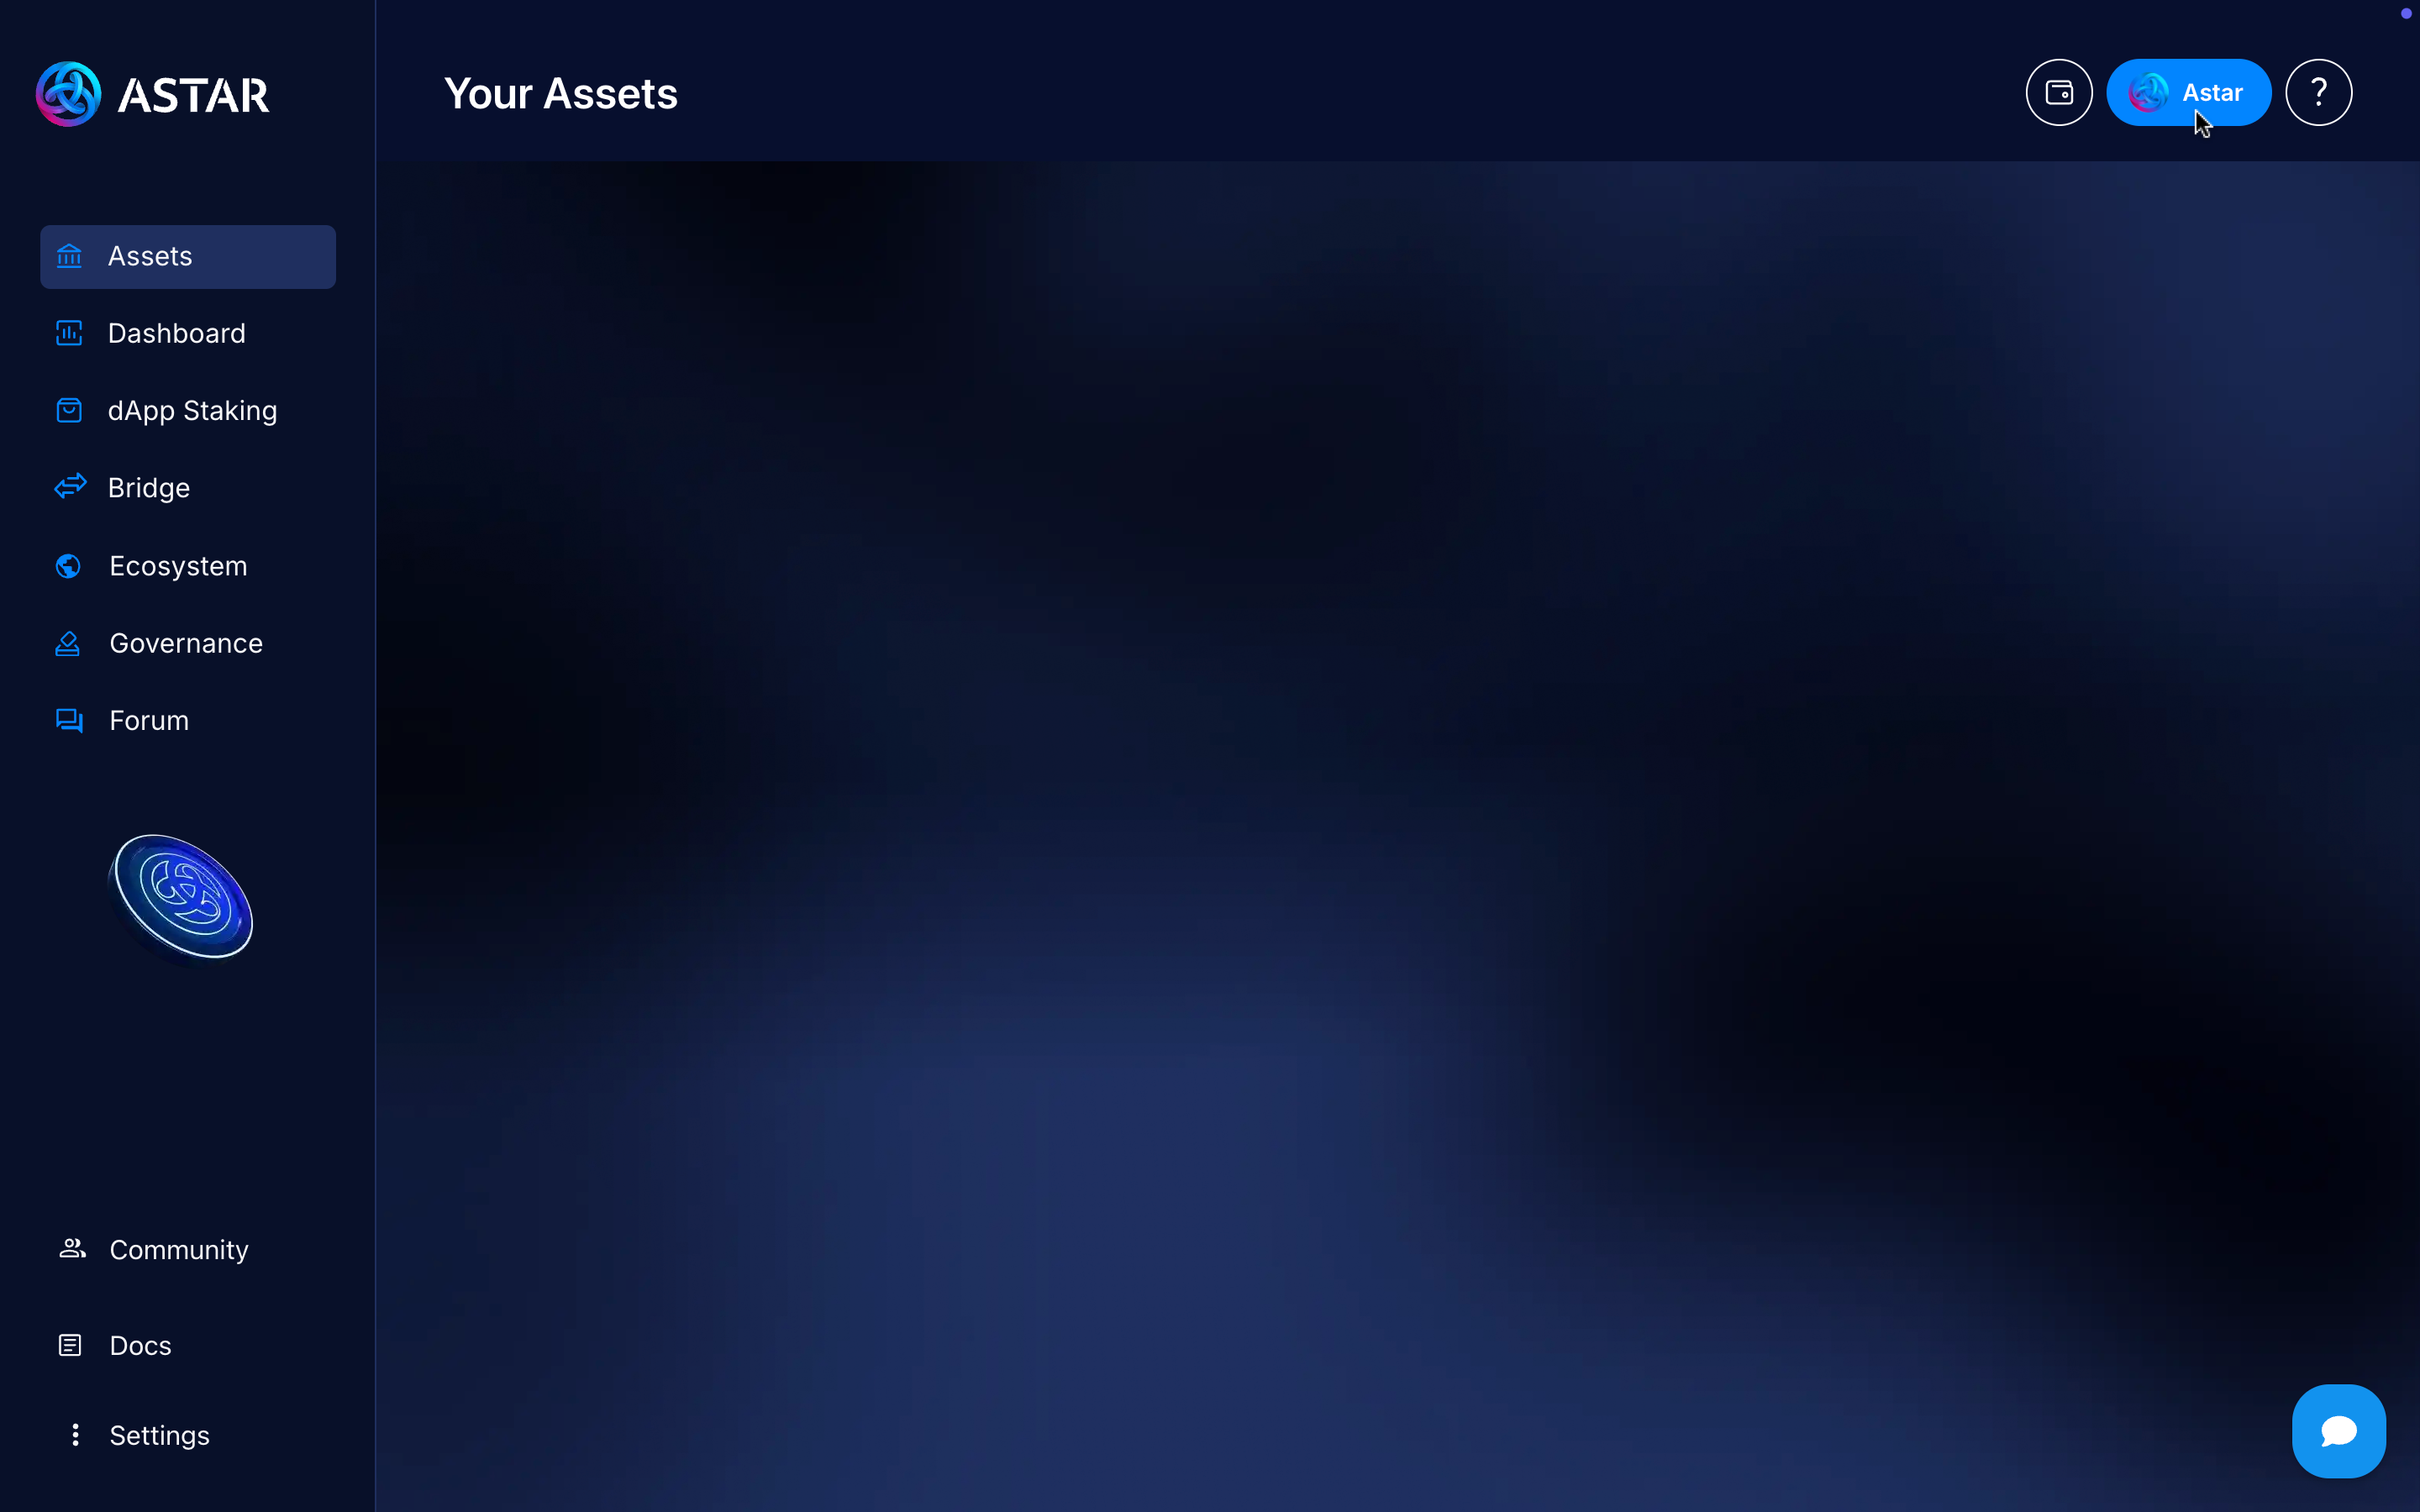 ASTAR
Your Assets
Astar
?
Assets
Dashboard
dApp Staking
Bridge
Ecosystem
Governance
Forum
Community
Docs
Settings